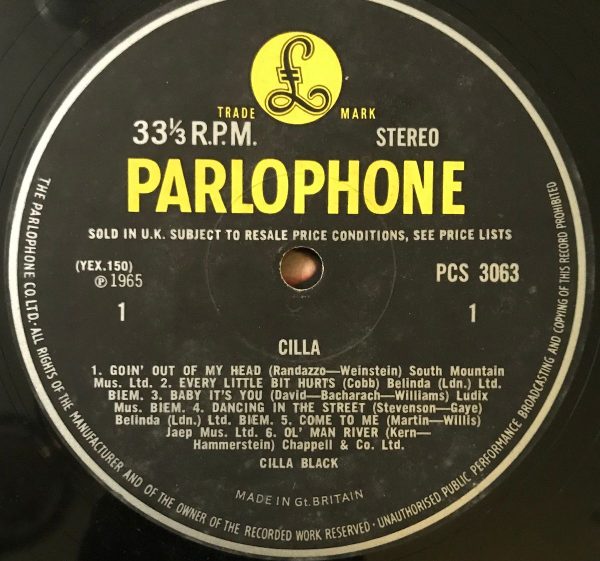 £
TRADE MARK
33⅓ R.P.M. STEREO
PARLOPHONE
SOLD IN U.K. SUBJECT TO RESALE PRICE CONDITIONS, SEE PRICE LISTS
(YEX.150) PCS 3063
℗ 1965
1 1
CILLA
1. GOIN' OUT OF MY HEAD (Randazzo—Weinstein) South Mountain
Mus. Ltd. 2. EVERY LITTLE BIT HURTS (Cobb) Belinda (Ldn.) Ltd.
BIEM. 3. BABY IT'S YOU (David—Bacharach—Williams) Ludix
Mus. BIEM. 4. DANCING IN THE STREET (Stevenson—Gaye)
Belinda (Ldn.) Ltd. BIEM. 5. COME TO ME (Martin—Willis)
Jaep Mus. Ltd. 6. OL' MAN RIVER (Kern—
Hammerstein) Chappell & Co. Ltd.
CILLA BLACK
MADE IN Gt. BRITAIN
THE PARLOPHONE CO. LTD. · ALL RIGHTS OF THE MANUFACTURER AND OF THE OWNER OF THE RECORDED WORK RESERVED · UNAUTHORISED PUBLIC PERFORMANCE BROADCASTING AND COPYING OF THIS RECORD PROHIBITED